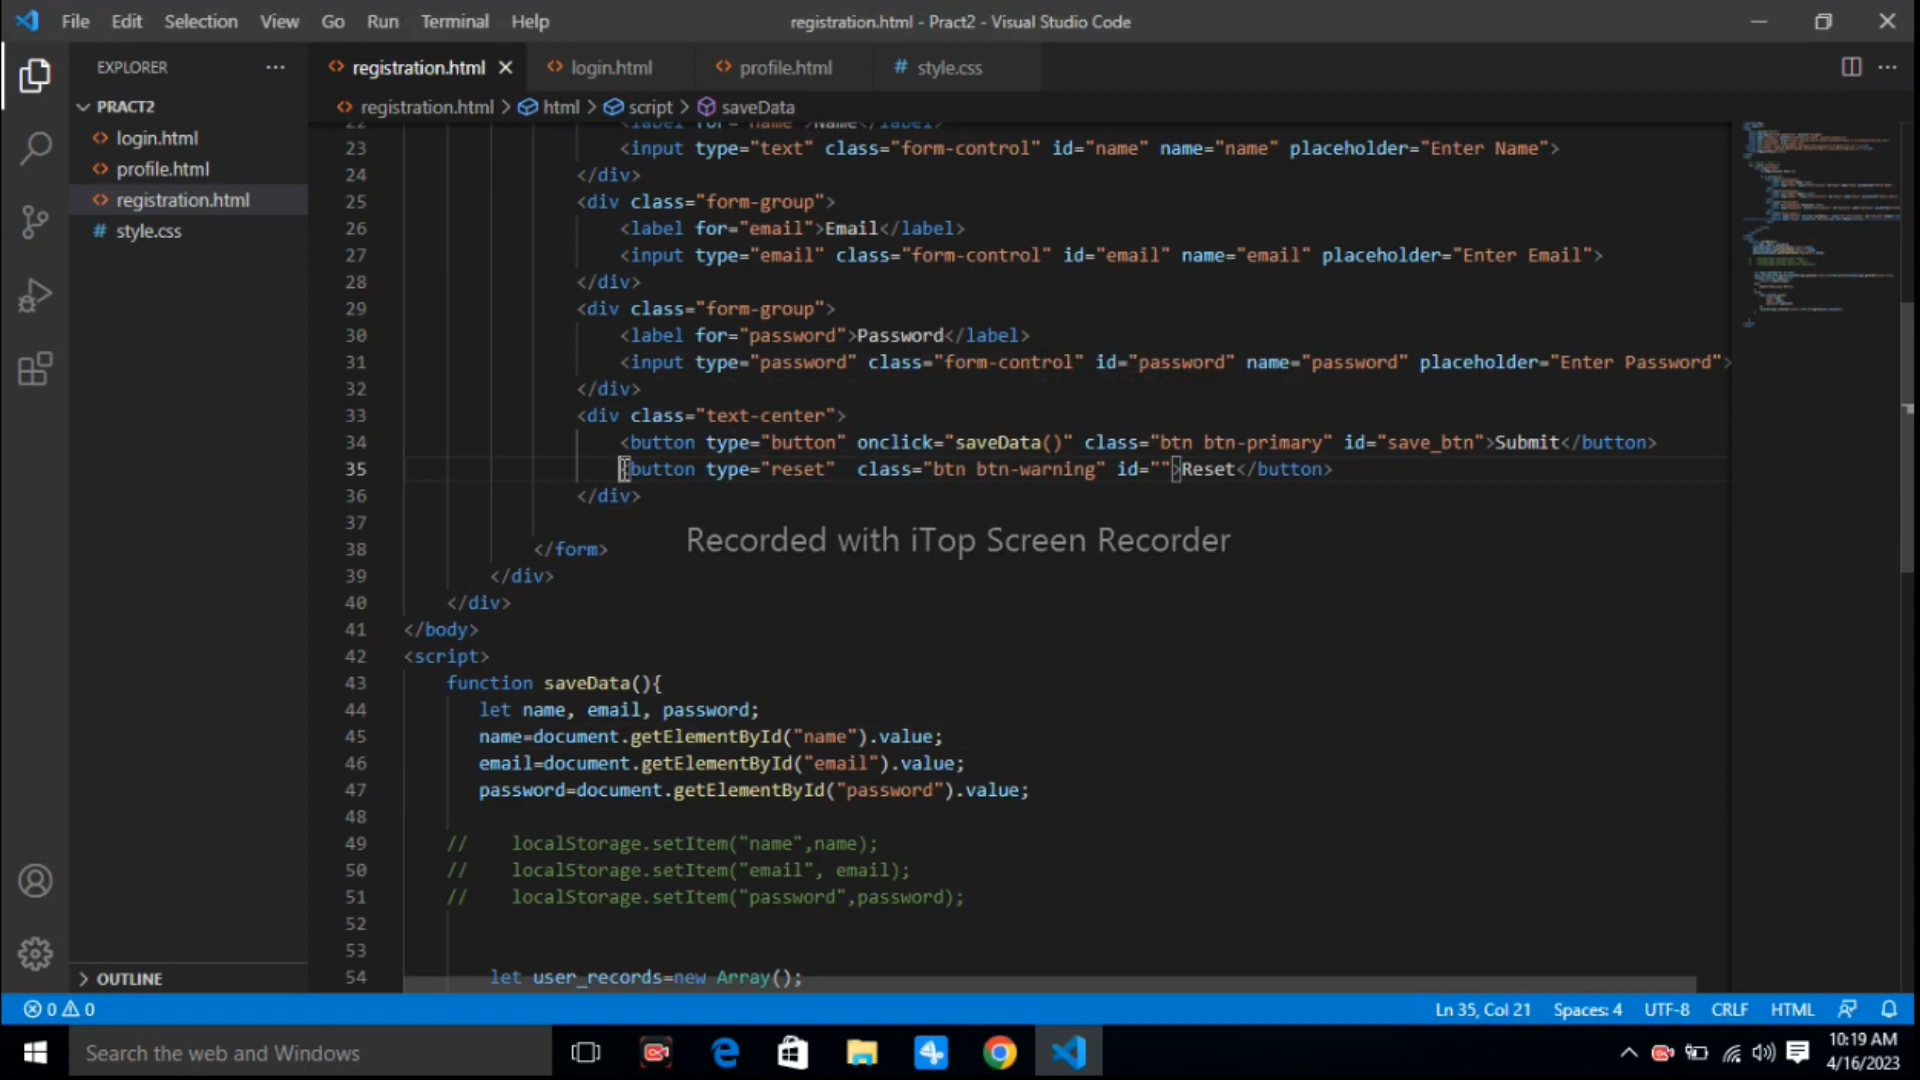 File Edit Selection View Go Run Terminal Help
registration.html - Pract2 - Visual Studio Code
EXPLORER
registration.html
login.html
profile.html
# style.css
PRACT2
registration.html > html > script > saveData
login.html
profile.html
registration.html
# style.css
22 <label for="name">Name</label>
23 <input type="text" class="form-control" id="name" name="name" placeholder="Enter Name">
24 </div>
25 <div class="form-group">
26 <label for="email">Email</label>
27 <input type="email" class="form-control" id="email" name="email" placeholder="Enter Email">
28 </div>
29 <div class="form-group">
30 <label for="password">Password</label>
31 <input type="password" class="form-control" id="password" name="password" placeholder="Enter Password">
32 </div>
33 <div class="text-center">
34 <button type="button" onclick="saveData()" class="btn btn-primary" id="save_btn">Submit</button>
35 <button type="reset" class="btn btn-warning" id="">Reset</button>
36 </div>
37
Recorded with iTop Screen Recorder
38 </form>
39 </div>
40 </div>
41 </body>
42 <script>
43 function saveData(){
44 let name, email, password;
45 name=document.getElementById("name").value;
46 email=document.getElementById("email").value;
47 password=document.getElementById("password").value;
48
49 // localStorage.setItem("name",name);
50 // localStorage.setItem("email", email);
51 // localStorage.setItem("password",password);
52
53
54 let user_records=new Array();
OUTLINE
0 0
Ln 35, Col 21 Spaces: 4 UTF-8 CRLF HTML
Search the web and Windows
10:19 AM
4/16/2023